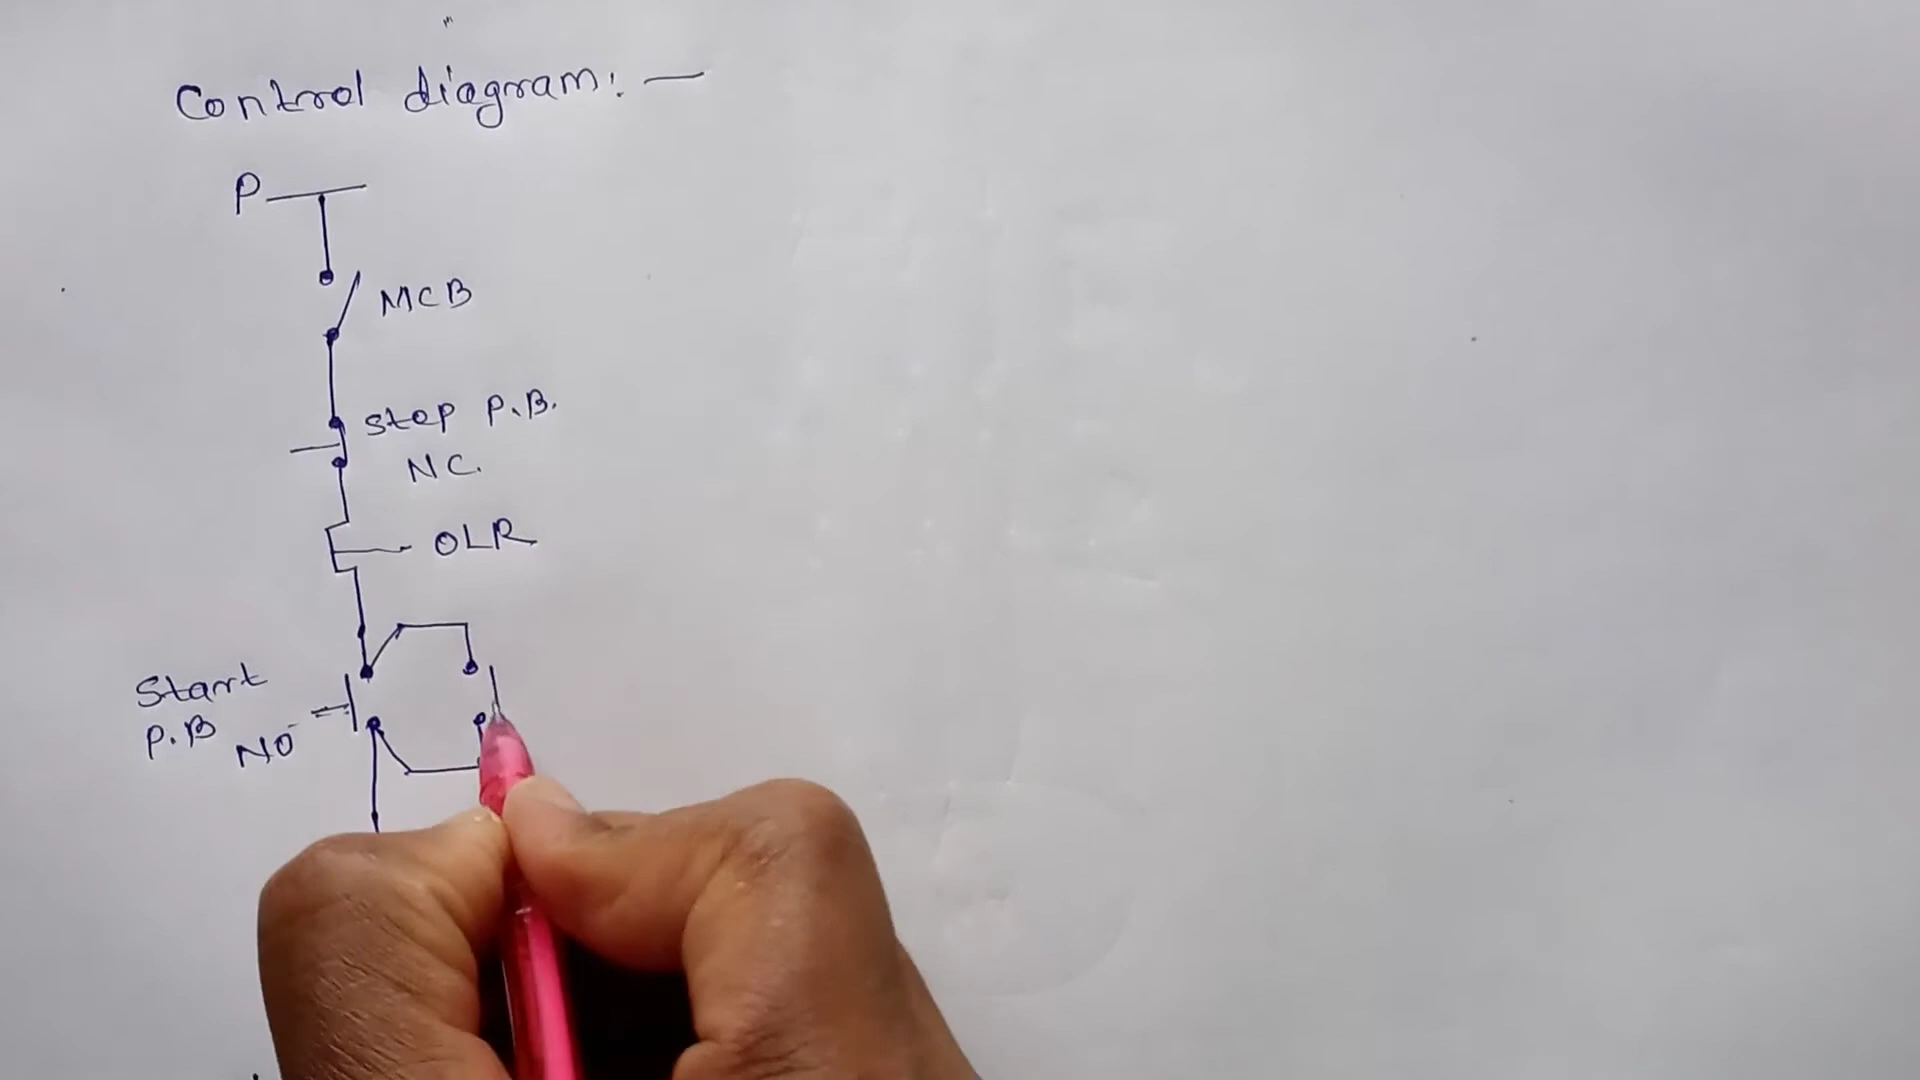 Control diagram: —
P
MCB
Stop P.B.
NC.
OLR
Start
P.B
NO